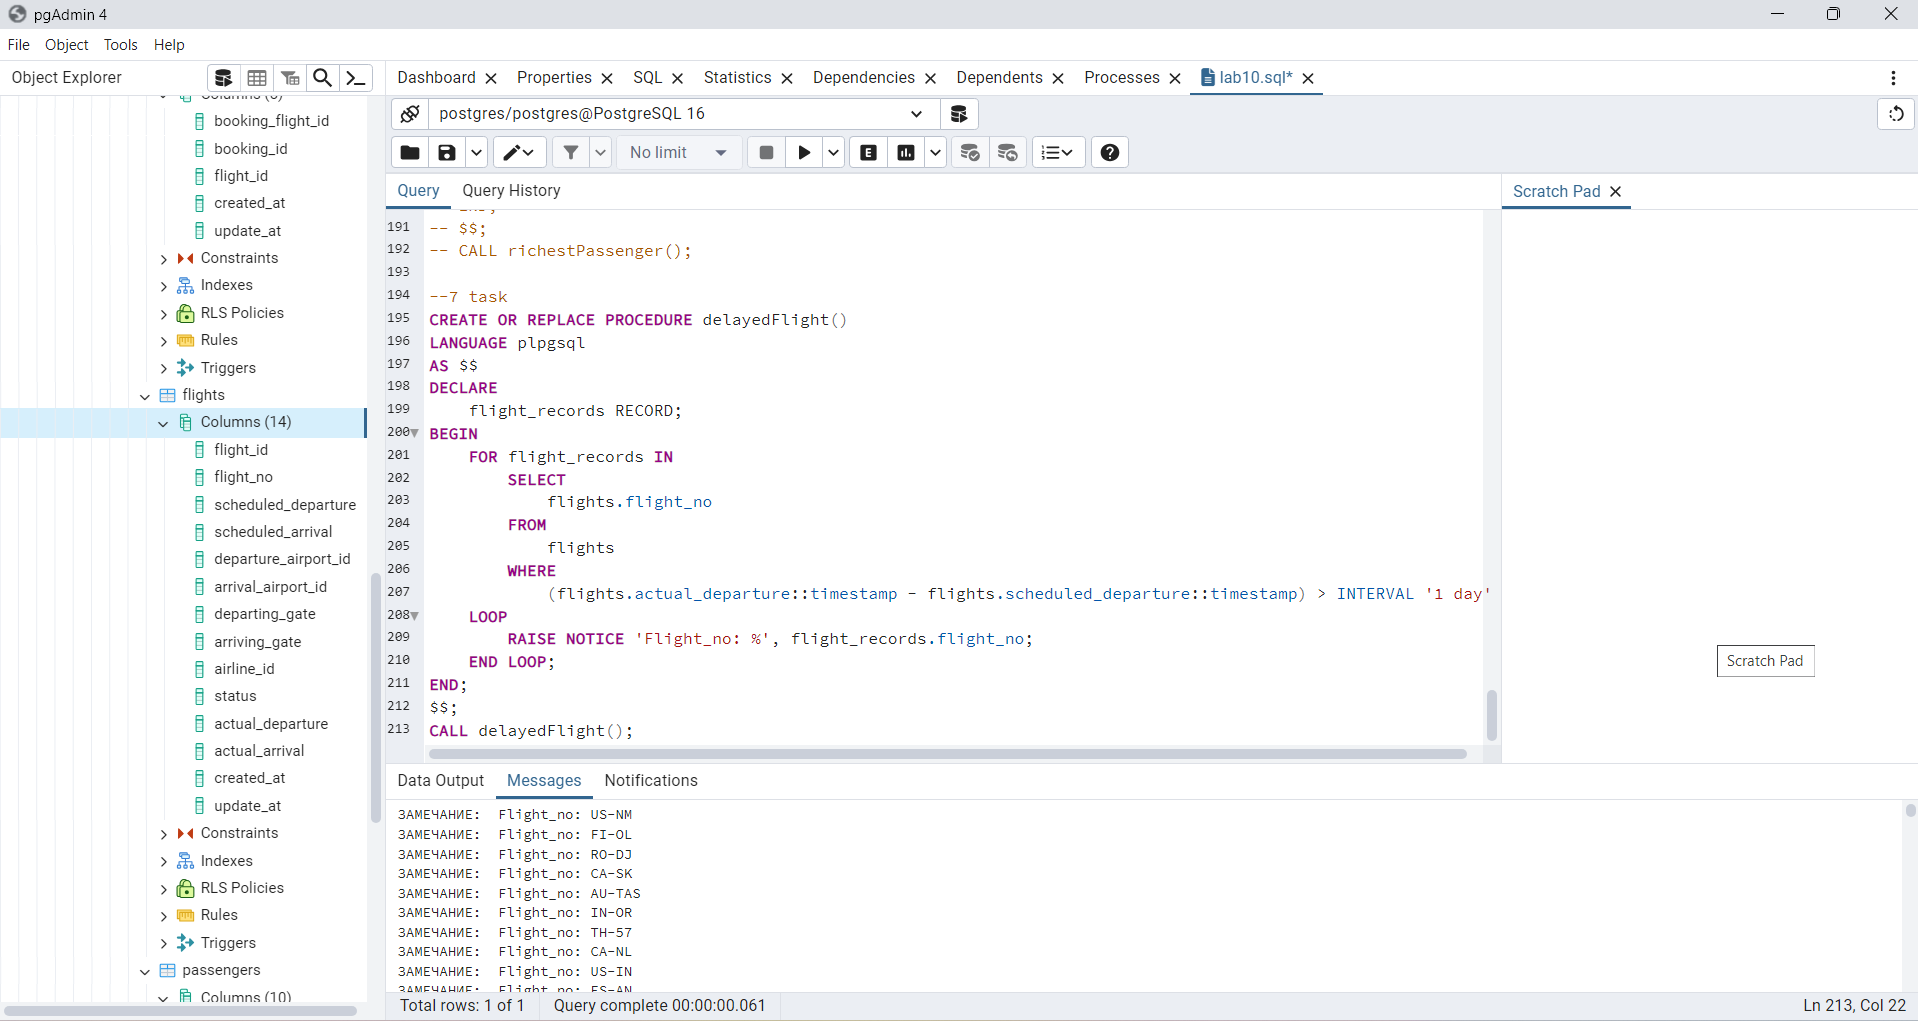 pgAdmin 4
File Object Tools Help
Object Explorer
Dashboard Properties SQL Statistics Dependencies Dependents Processes lab10.sql*
postgres/postgres@PostgreSQL 16
No limit
Query Query History
Scratch Pad
booking_flight_id
booking_id
flight_id
created_at
update_at
Constraints
Indexes
RLS Policies
Rules
Triggers
flights
Columns (14)
flight_id
flight_no
scheduled_departure
scheduled_arrival
departure_airport_id
arrival_airport_id
departing_gate
arriving_gate
airline_id
status
actual_departure
actual_arrival
created_at
update_at
Constraints
Indexes
RLS Policies
Rules
Triggers
passengers
Columns (10)
191 -- $$;
192 -- CALL richestPassenger();
193
194 --7 task
195 CREATE OR REPLACE PROCEDURE delayedFlight()
196 LANGUAGE plpgsql
197 AS $$
198 DECLARE
199 flight_records RECORD;
200 BEGIN
201 FOR flight_records IN
202 SELECT
203 flights.flight_no
204 FROM
205 flights
206 WHERE
207 (flights.actual_departure::timestamp - flights.scheduled_departure::timestamp) > INTERVAL '1 day'
208 LOOP
209 RAISE NOTICE 'Flight_no: %', flight_records.flight_no;
210 END LOOP;
211 END;
212 $$;
213 CALL delayedFlight();
Scratch Pad
Data Output Messages Notifications
ЗАМЕЧАНИЕ: Flight_no: US-NM
ЗАМЕЧАНИЕ: Flight_no: FI-OL
ЗАМЕЧАНИЕ: Flight_no: RO-DJ
ЗАМЕЧАНИЕ: Flight_no: CA-SK
ЗАМЕЧАНИЕ: Flight_no: AU-TAS
ЗАМЕЧАНИЕ: Flight_no: IN-OR
ЗАМЕЧАНИЕ: Flight_no: TH-57
ЗАМЕЧАНИЕ: Flight_no: CA-NL
ЗАМЕЧАНИЕ: Flight_no: US-IN
ЗАМЕЧАНИЕ: Flight_no: ES-AN
Total rows: 1 of 1 Query complete 00:00:00.061
Ln 213, Col 22